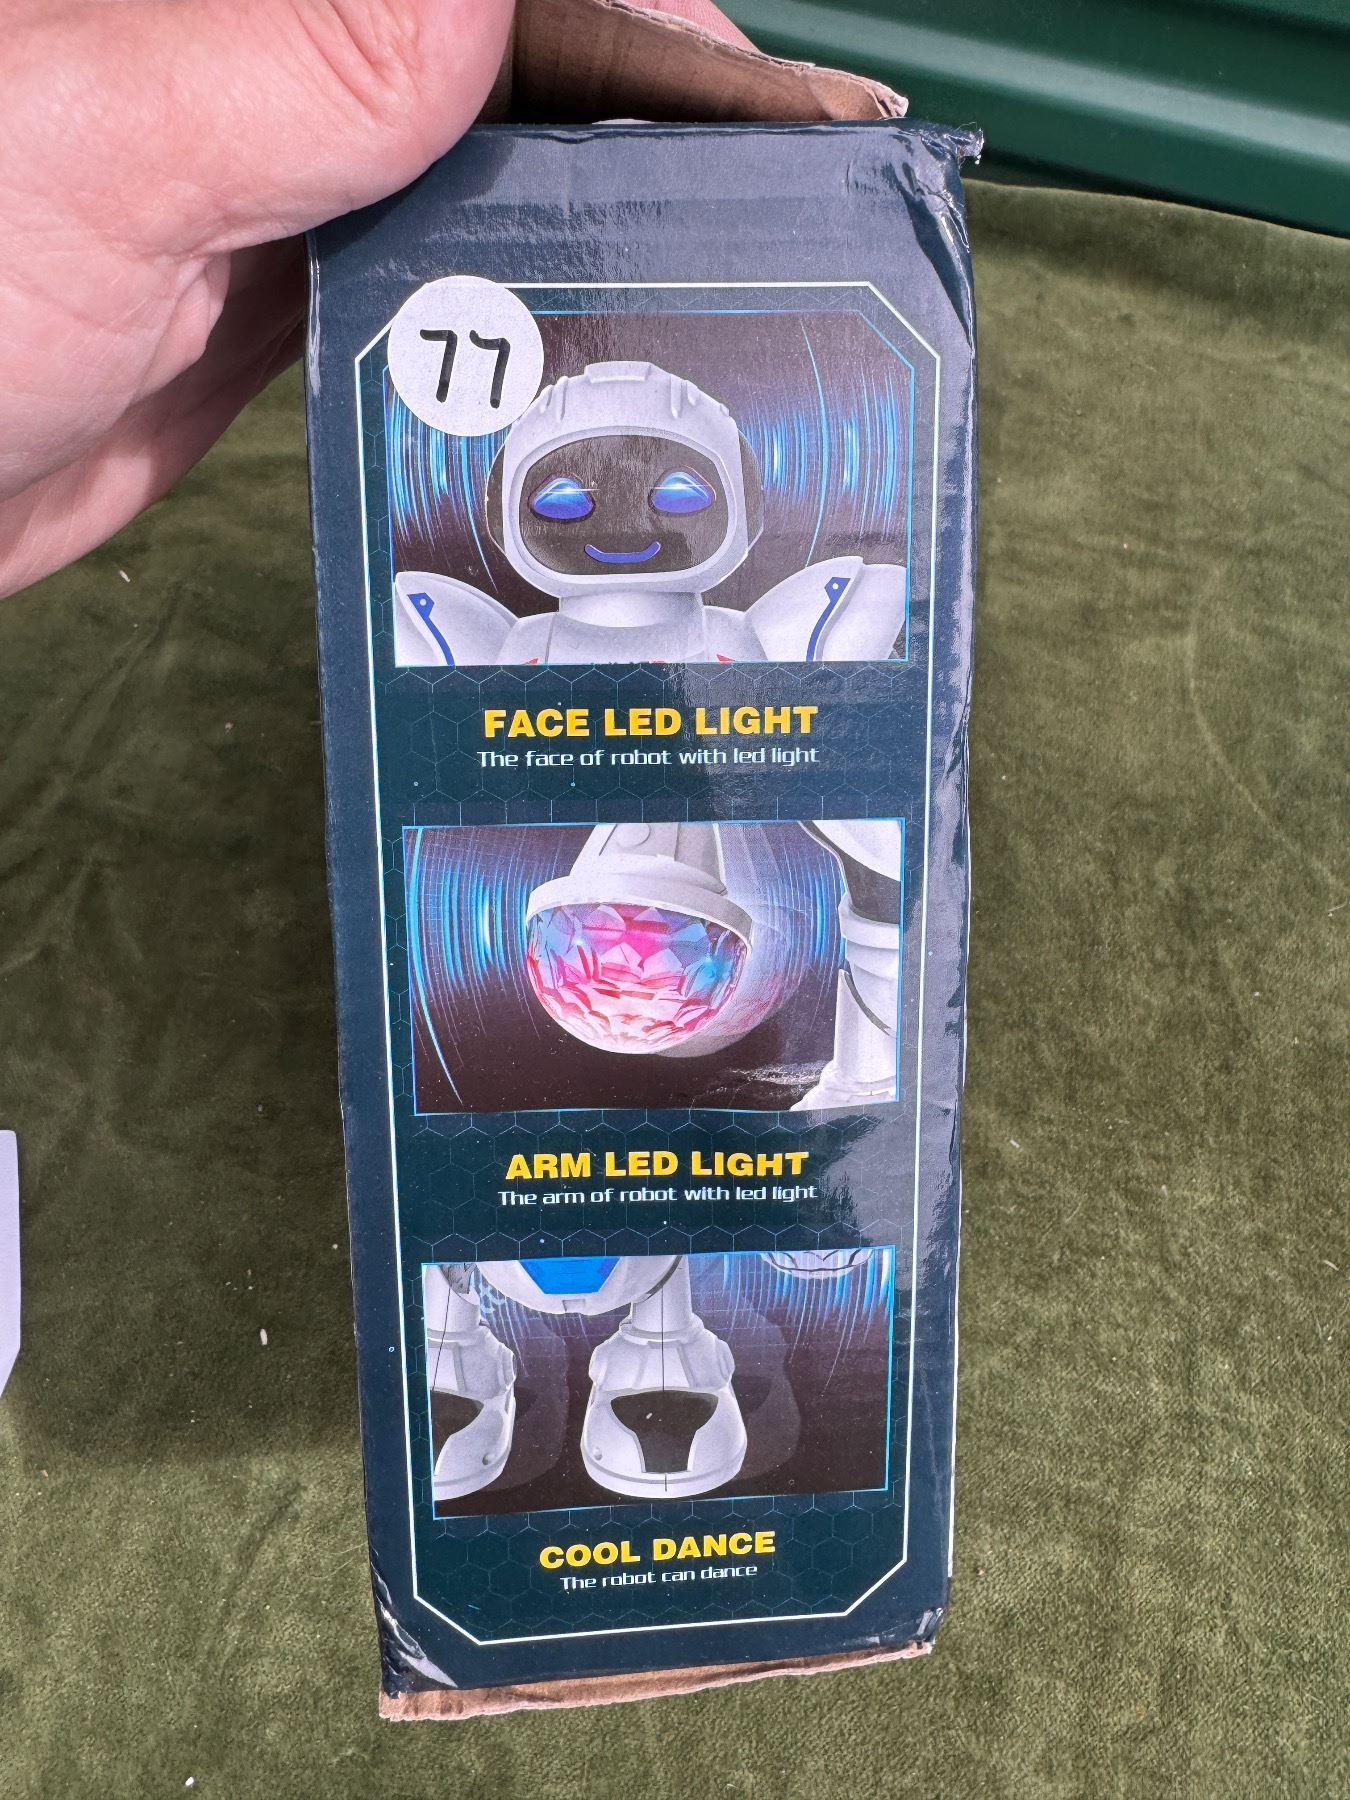 77
FACE LED LIGHT
The face of robot with led light
ARM LED LIGHT
The arm of robot with led light
COOL DANCE
The robot can dance